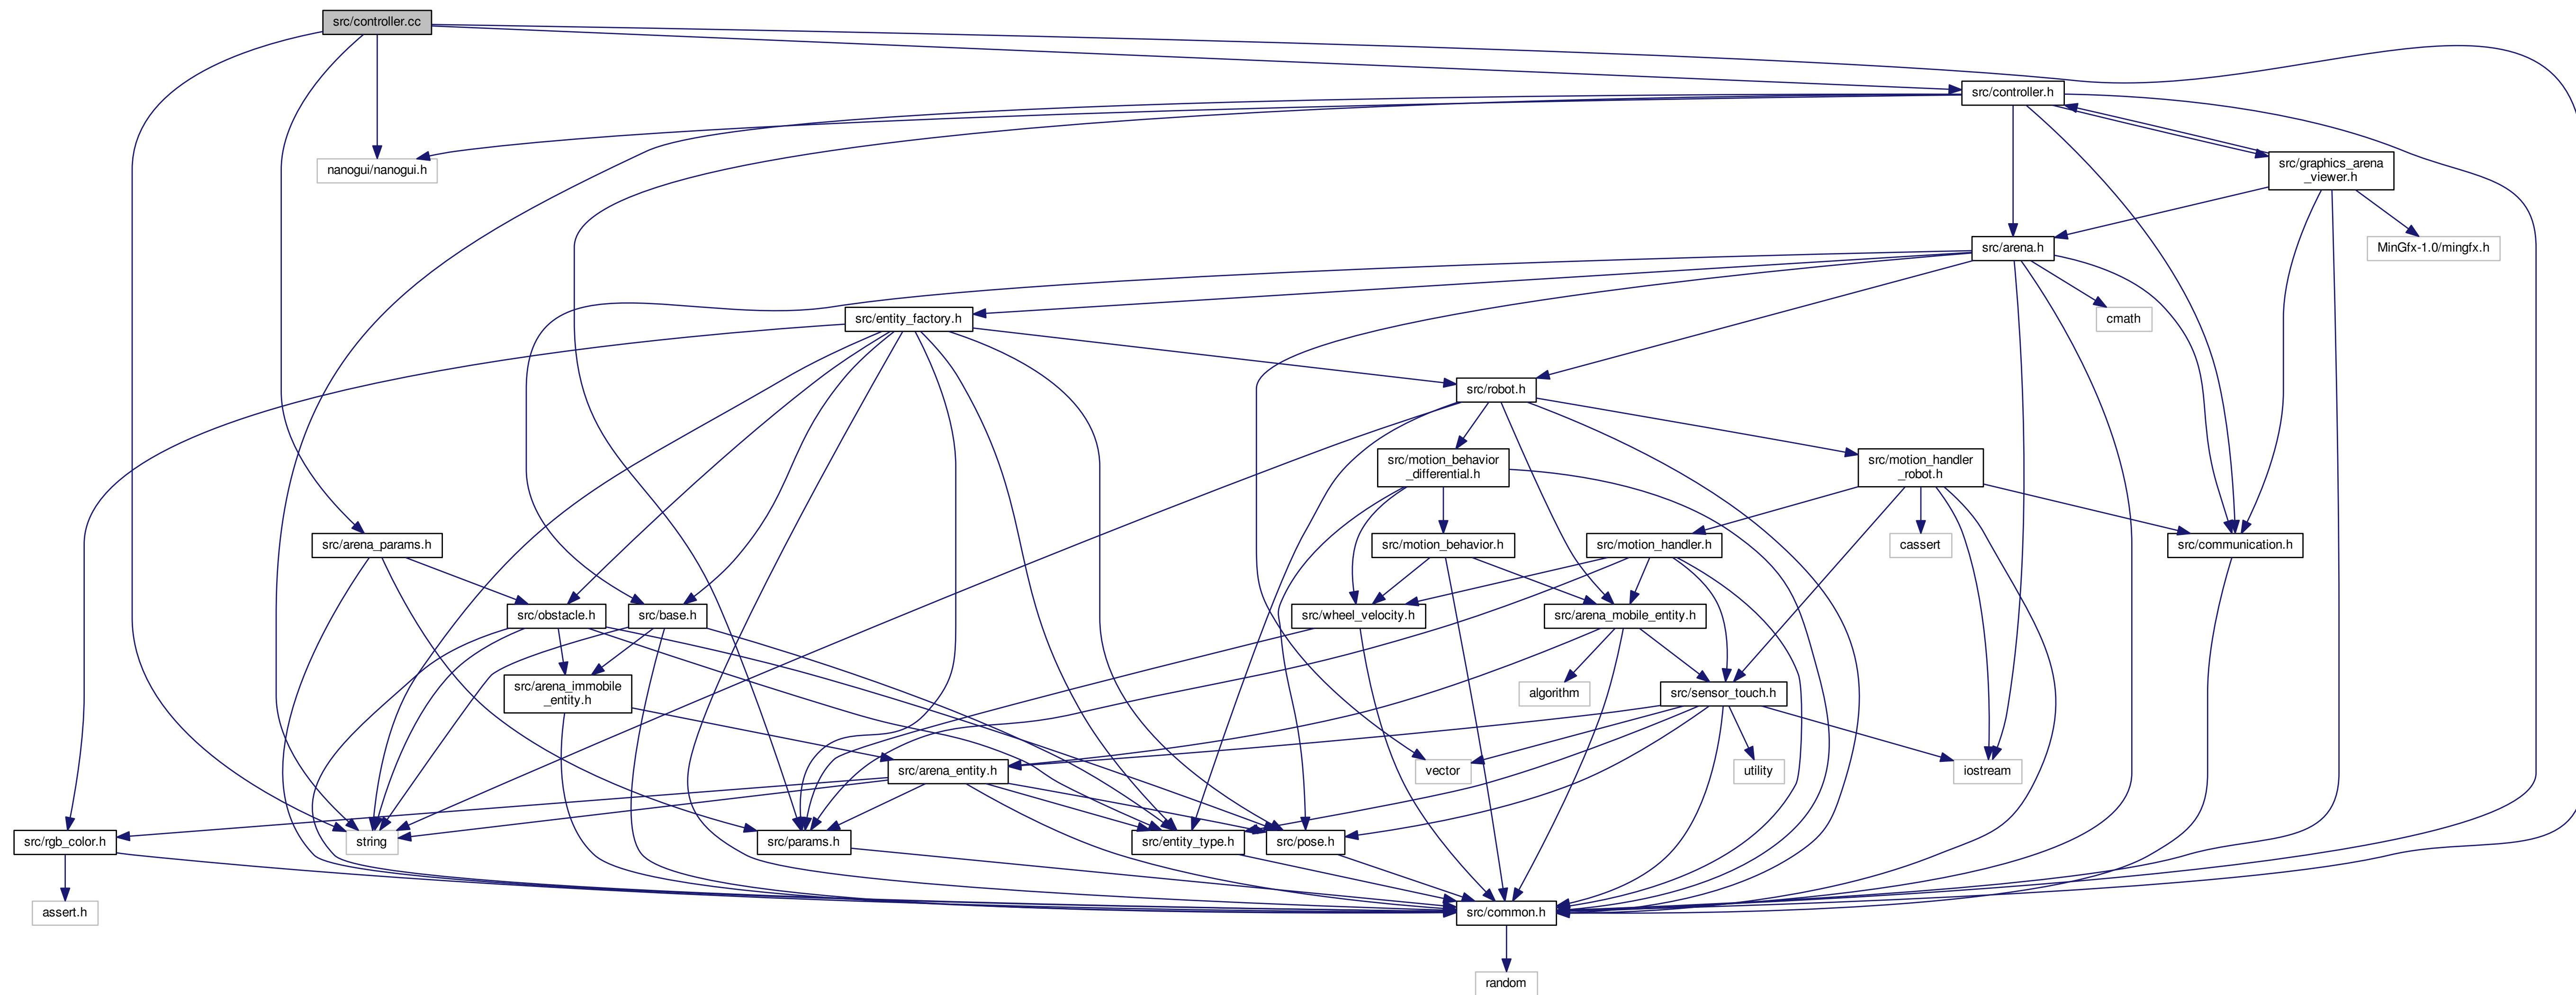 src/controller.cc
src/controller.h
nanogui/nanogui.h
src/graphics_arena
_viewer.h
src/arena.h
MinGfx-1.0/mingfx.h
src/entity_factory.h
cmath
src/robot.h
src/motion_behavior
_differential.h
src/motion_handler
_robot.h
src/arena_params.h
src/motion_behavior.h
src/motion_handler.h
cassert
src/communication.h
src/obstacle.h
src/base.h
src/wheel_velocity.h
src/arena_mobile_entity.h
src/arena_immobile
_entity.h
algorithm
src/sensor_touch.h
src/arena_entity.h
vector
utility
iostream
src/rgb_color.h
string
src/params.h
src/entity_type.h
src/pose.h
assert.h
src/common.h
random